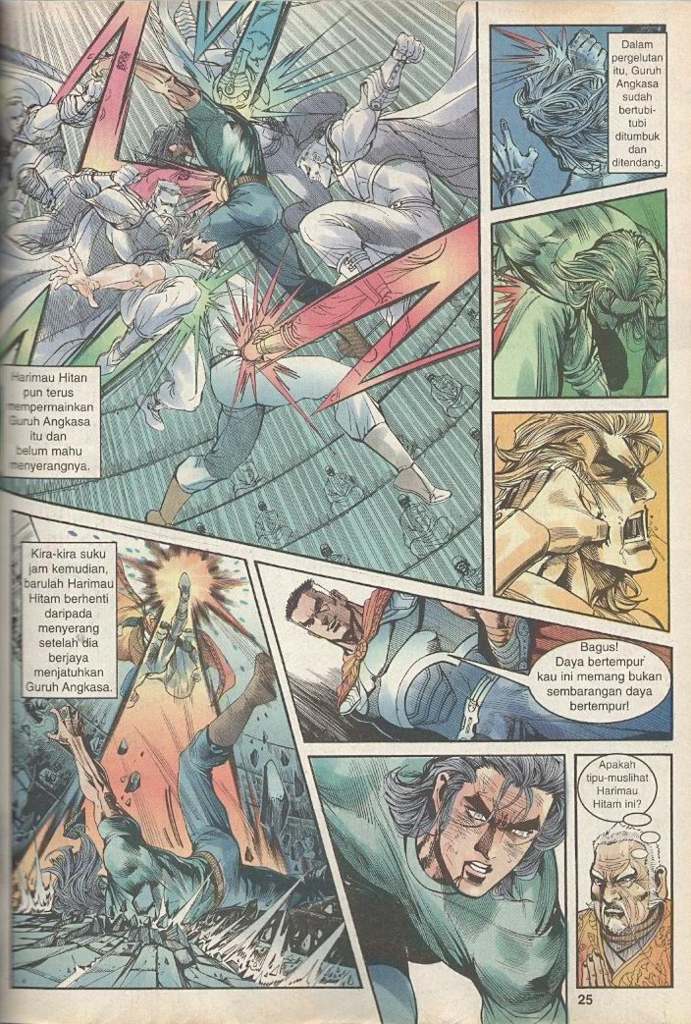 Harimau Hitan
pun terus
mempermainkan
Guruh Angkasa
itu dan
belum mahu
menyerangnya.
Dalam
pergelutan
itu, Guruh
Angkasa
sudah
bertubi-
tubi
ditumbuk
dan
ditendang.
Kira-kira suku
jam kemudian,
barulah Harimau
Hitam berhenti
daripada
menyerang
setelah dia
berjaya
menjatuhkan
Guruh Angkasa.
Bagus!
Daya bertempur
kau ini memang bukan
sembarangan daya
bertempur!
Apakah
tipu-muslihat
Harimau
Hitam ini?
25